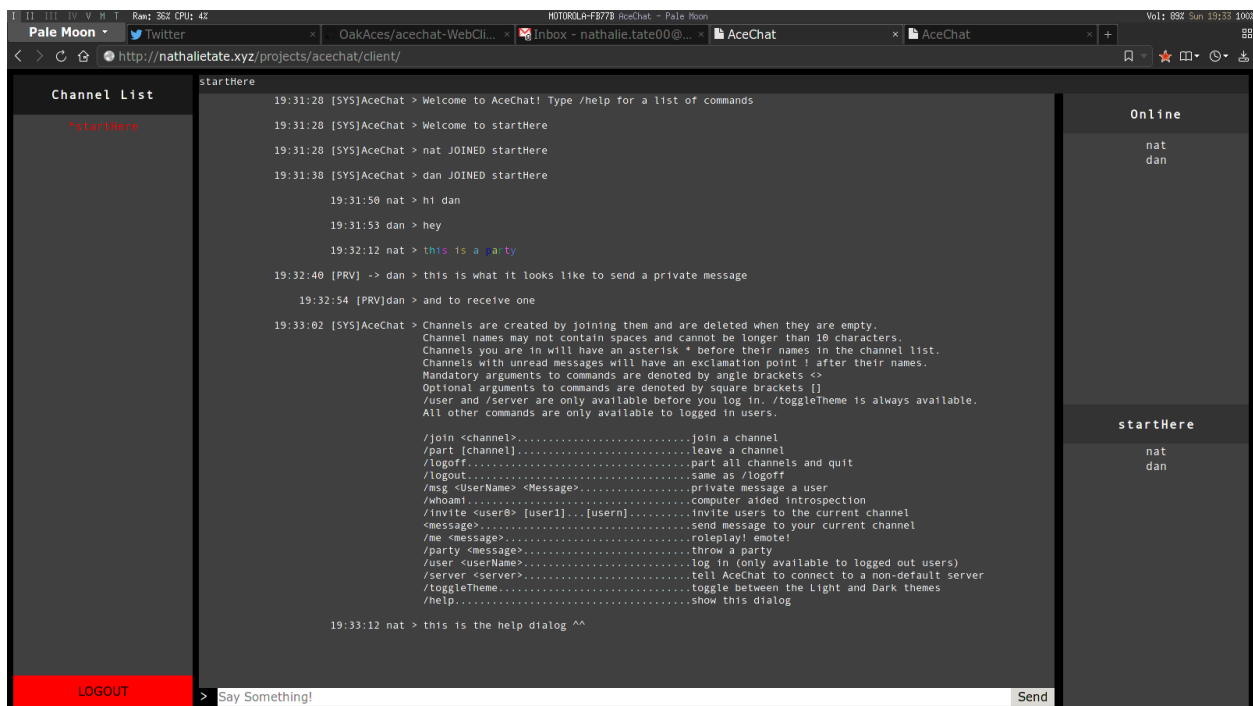 I II III IV V M T Ram: 36% CPU: 4%
MOTOROLA-FB77B AceChat - Pale Moon
Vol: 89% Sun 19:33 100%
Pale Moon
Twitter
OakAces/acechat-WebCli...
Inbox - nathalie.tate00@...
AceChat
AceChat
http://nathalietate.xyz/projects/acechat/client/
Channel List
*startHere
LOGOUT
startHere
19:31:28 [SYS]AceChat > Welcome to AceChat! Type /help for a list of commands
19:31:28 [SYS]AceChat > Welcome to startHere
19:31:28 [SYS]AceChat > nat JOINED startHere
19:31:38 [SYS]AceChat > dan JOINED startHere
19:31:50 nat > hi dan
19:31:53 dan > hey
19:32:12 nat > this is a party
19:32:40 [PRV] -> dan > this is what it looks like to send a private message
19:32:54 [PRV]dan > and to receive one
19:33:02 [SYS]AceChat > Channels are created by joining them and are deleted when they are empty.
Channel names may not contain spaces and cannot be longer than 10 characters.
Channels you are in will have an asterisk * before their names in the channel list.
Channels with unread messages will have an exclamation point ! after their names.
Mandatory arguments to commands are denoted by angle brackets <>
Optional arguments to commands are denoted by square brackets []
/user and /server are only available before you log in. /toggleTheme is always available.
All other commands are only available to logged in users.
/join <channel>............................join a channel
/part [channel]............................leave a channel
/logoff....................................part all channels and quit
/logout....................................same as /logoff
/msg <UserName> <Message>..................private message a user
/whoami....................................computer aided introspection
/invite <user0> [user1]...[usern]..........invite users to the current channel
<message>..................................send message to your current channel
/me <message>..............................roleplay! emote!
/party <message>...........................throw a party
/user <userName>...........................log in (only available to logged out users)
/server <server>...........................tell AceChat to connect to a non-default server
/toggleTheme...............................toggle between the Light and Dark themes
/help......................................show this dialog
19:33:12 nat > this is the help dialog ^^
> Say Something!
Send
Online
nat
dan
startHere
nat
dan